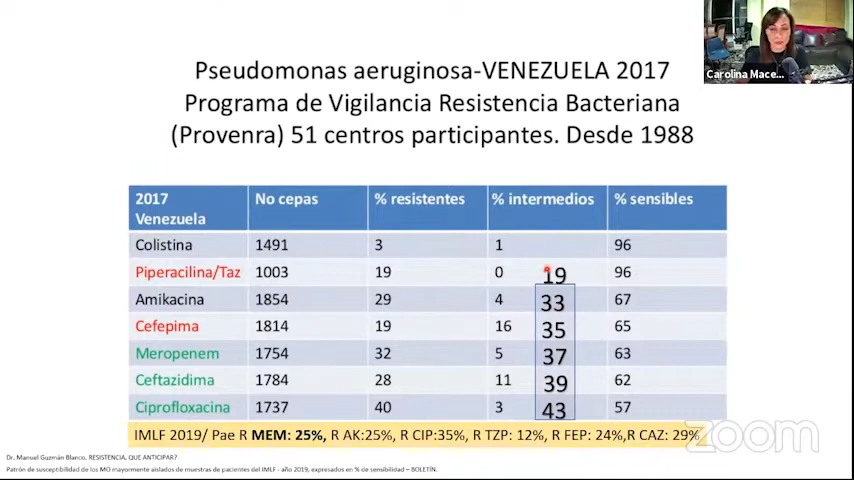 Carolina Mace...
Pseudomonas aeruginosa-VENEZUELA 2017
Programa de Vigilancia Resistencia Bacteriana
(Provenra) 51 centros participantes. Desde 1988
2017 Venezuela No cepas % resistentes % intermedios % sensibles
Colistina 1491 3 1 96
Piperacilina/Taz 1003 19 0 19 96
Amikacina 1854 29 4 33 67
Cefepima 1814 19 16 35 65
Meropenem 1754 32 5 37 63
Ceftazidima 1784 28 11 39 62
Ciprofloxacina 1737 40 3 43 57
IMLF 2019/ Pae R MEM: 25%, R AK:25%, R CIP:35%, R TZP: 12%, R FEP: 24%,R CAZ: 29%
zoom
Dr. Manuel Guzmán Blanco. RESISTENCIA, QUE ANTICIPAR?
Patrón de susceptibilidad de los MO mayormente aislados de muestras de pacientes del IMLF - año 2019, expresados en % de sensibilidad – BOLETÍN.